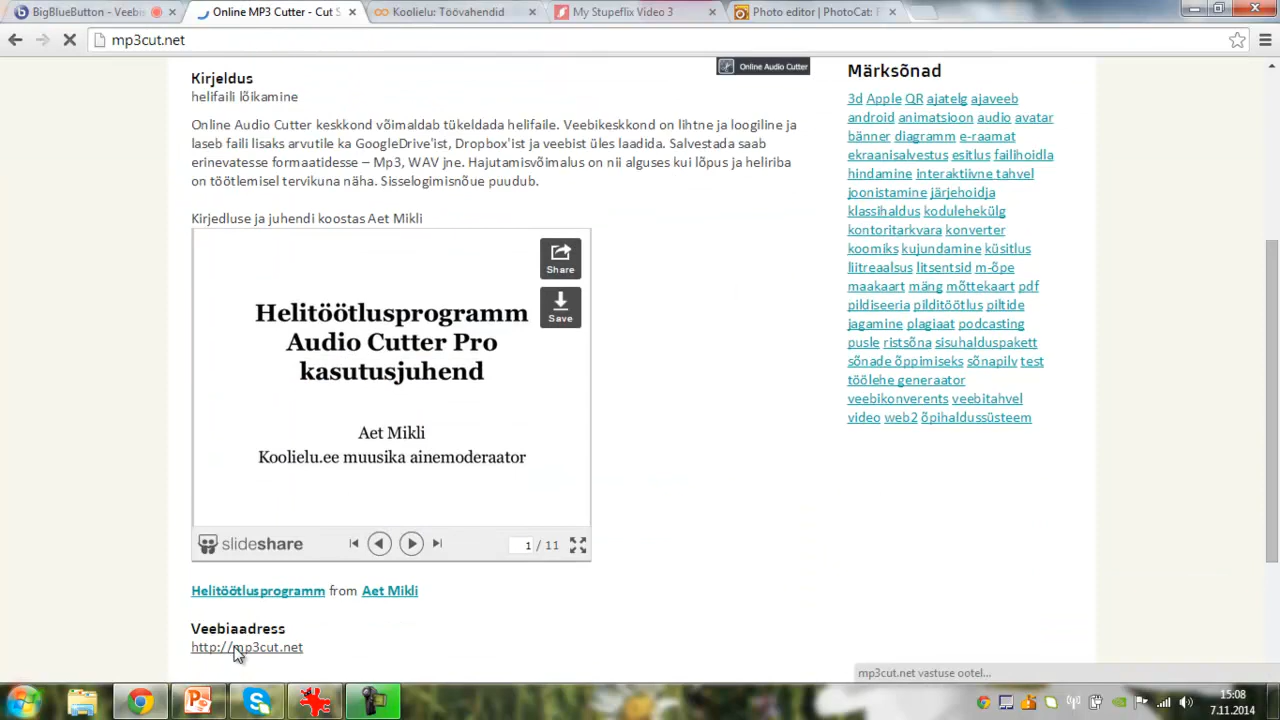 BigBlueButton - Veebi
Online MP3 Cutter - Cut S
Koolielu: Töövahendid
My Stupeflix Video 3
Photo editor | PhotoCat: F
mp3cut.net
Kirjeldus
helifaili lõikamine
Online Audio Cutter
Online Audio Cutter keskkond võimaldab tükeldada helifaile. Veebikeskkond on lihtne ja loogiline ja
laseb faili lisada arvutile ka GoogleDrive'ist, Dropbox'ist ja veebist üles laadida. Salvestada saab
enhevatesse formaatidesse – Mp3, WAV jne. Hajutamisvõimalus on nii alguses kui lõpus ja heliriba
on töötlemisel tervikuna näha. Sisselogimisnõue puudub.
Kirjedluse ja juhendi koostas Aet Mikli
Share
Save
Helitöötlusprogramm
Audio Cutter Pro
kasutusjuhend
Aet Mikli
Koolielu.ee muusika ainemoderaator
slideshare
1 / 11
Helitöötlusprogramm from Aet Mikli
Veebiaadress
http://mp3cut.net
Märksõnad
3d Apple QR ajatelg ajaveeb
android animatsioon audio avatar
bänner diagramm e-raamat
ekraanisalvestus esitlus failihoidla
hindamine interaktiivne tahvel
joonistamine järjehoidja
klassihaldus kodulehekülg
kontoritarkvara konverter
koomiks kujundamine küsitlus
liitreaalsus litsentsid m-õpe
maakaart mäng mõttekaart pdf
pildiseeria pilditöötlus piltide
jagamine plagiaat podcasting
pusle ristsõna sisuhalduspakett
sõnade õppimiseks sõnapilv test
töölehe generaator
veebikonverents veebitahvel
video web2 õpihaldussüsteem
mp3cut.net vastuse ootel...
15:08
7.11.2014